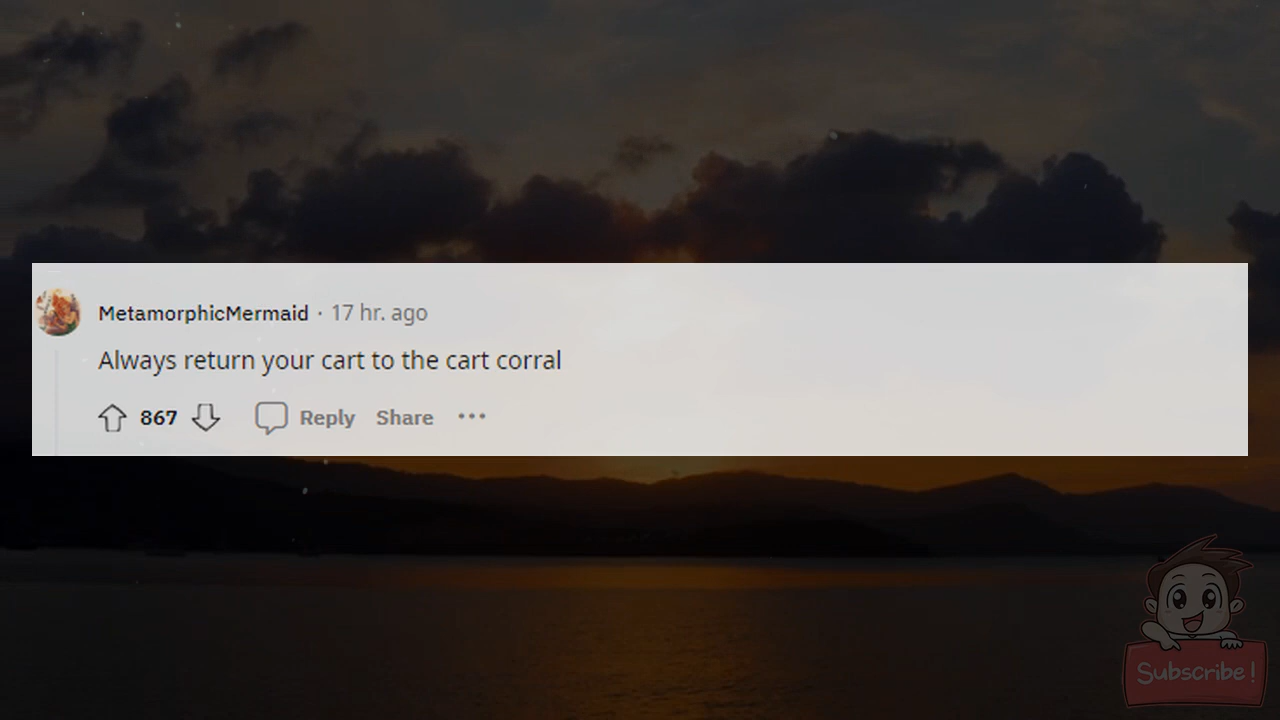 MetamorphicMermaid · 17 hr. ago
Always return your cart to the cart corral
867 Reply Share ...
Subscribe!